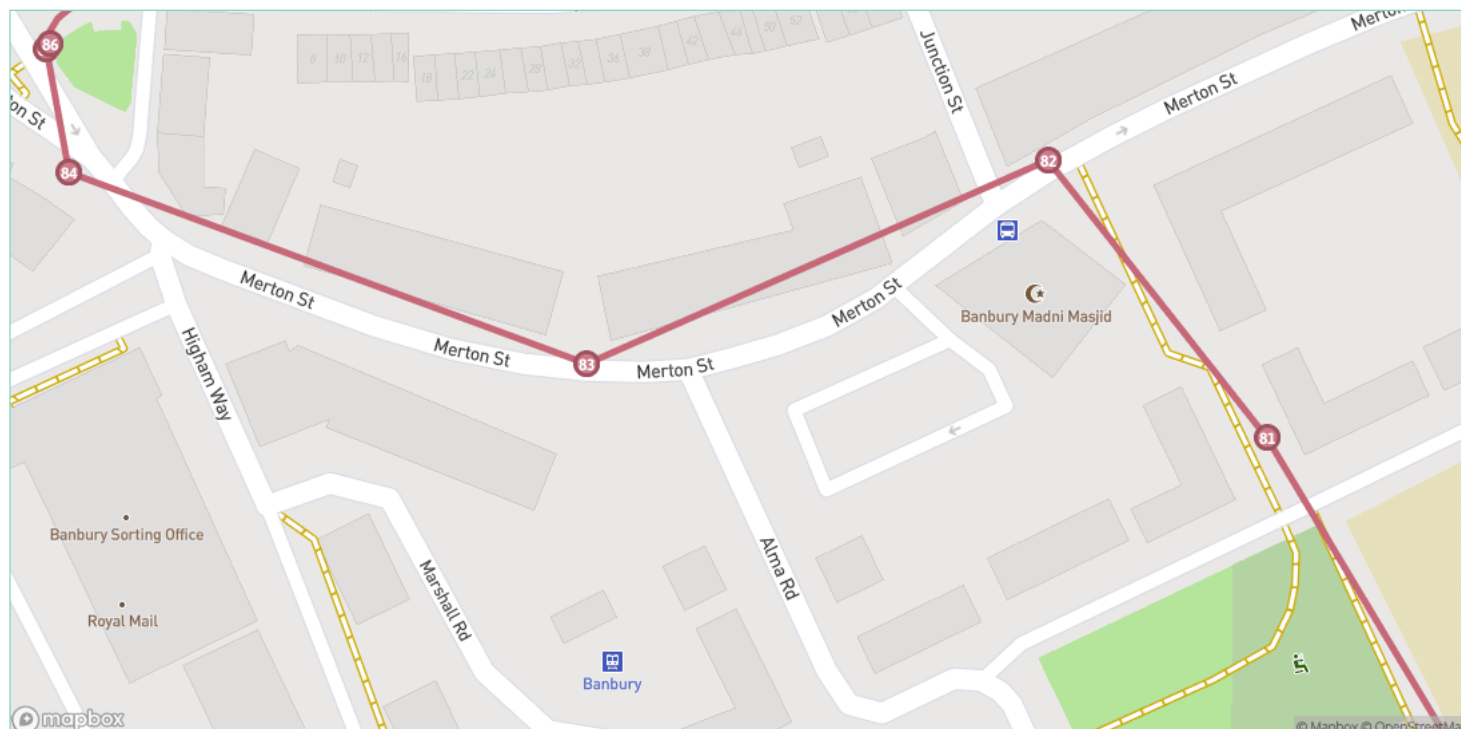 86
8
10
12
16
18
22
24
28
32
36
38
42
46
50
52
Junction St
Merton
Merton St
on St
84
82
Merton St
Merton St
Merton St
Banbury Madni Masjid
Merton St
83
Merton St
Higham Way
81
Banbury Sorting Office
Alma Rd
Marshall Rd
Royal Mail
Banbury
mapbox
© Mapbox © OpenStreetMa